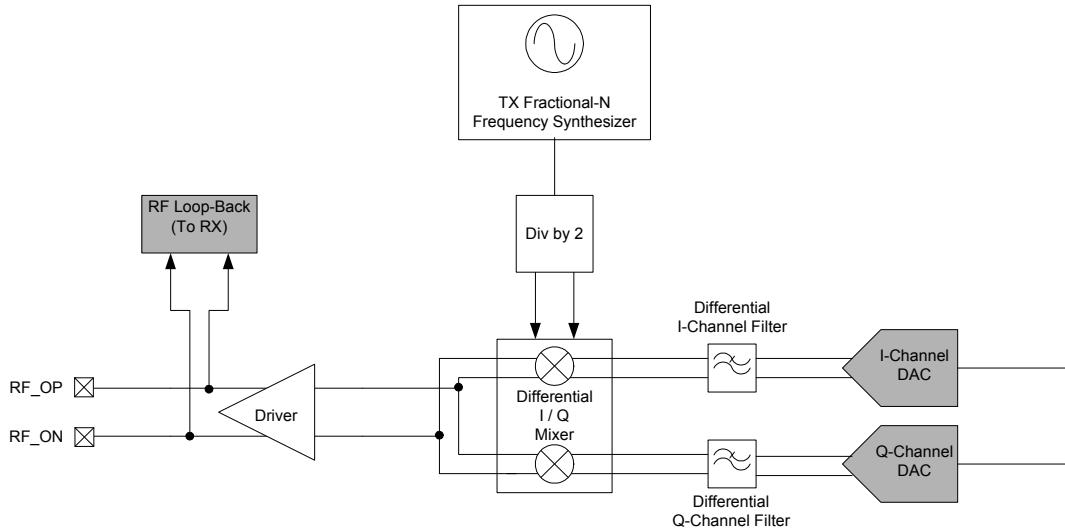 TX Fractional-N
Frequency Synthesizer
RF Loop-Back
(To RX)
Div by 2
Differential
I-Channel Filter
I-Channel
DAC
RF_OP
Driver
Differential
I / Q
Mixer
RF_ON
Q-Channel
DAC
Differential
Q-Channel Filter